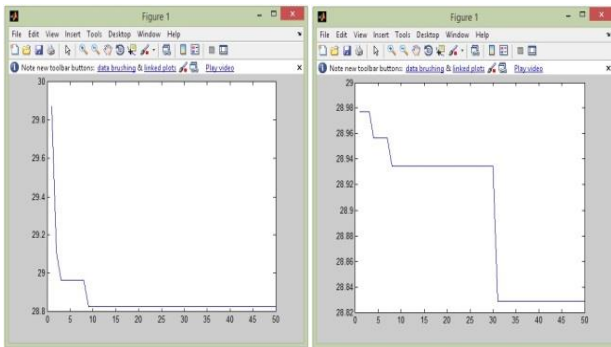 Figure 1
File Edit View Insert Tools Desktop Window Help
Note new toolbar buttons: data brushing & linked plots Play video
30
29.8
29.6
29.4
29.2
29
28.8
0 5 10 15 20 25 30 35 40 45 50
Figure 1
File Edit View Insert Tools Desktop Window Help
Note new toolbar buttons: data brushing & linked plots Play video
29
28.98
28.96
28.94
28.92
28.9
28.88
28.86
28.84
28.82
0 5 10 15 20 25 30 35 40 45 50